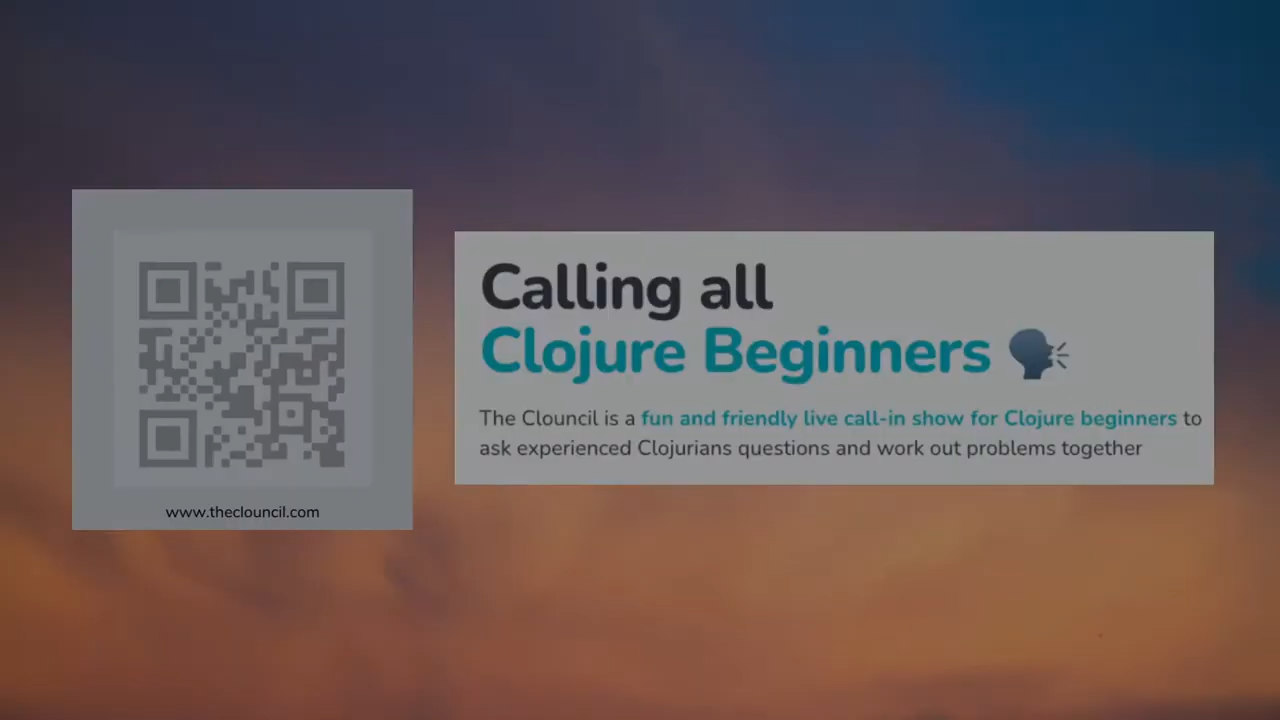 Calling all
Clojure Beginners
The Clouncil is a fun and friendly live call-in show for Clojure beginners to
ask experienced Clojurians questions and work out problems together
www.theclouncil.com